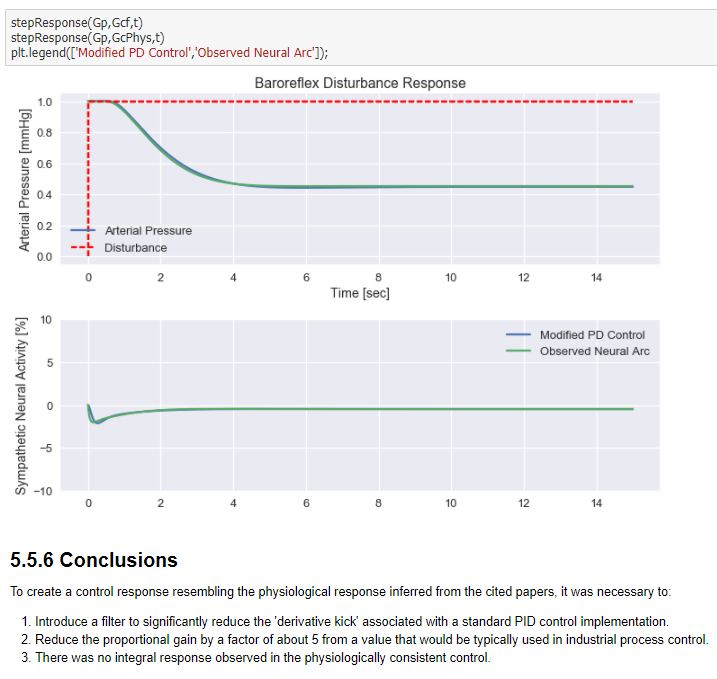 stepResponse(Gp,Gcf,t)
stepResponse(Gp,GcPhys,t)
plt.legend(['Modified PD Control','Observed Neural Arc']);
Baroreflex Disturbance Response
Arterial Pressure [mmHg]
1.0
0.8
0.6
0.4
0.2
0.0
Arterial Pressure
Disturbance
0 2 4 6 8 10 12 14
Time [sec]
Sympathetic Neural Activity [%]
10
5
0
−5
−10
Modified PD Control
Observed Neural Arc
0 2 4 6 8 10 12 14
5.5.6 Conclusions
To create a control response resembling the physiological response inferred from the cited papers, it was necessary to:
1. Introduce a filter to significantly reduce the 'derivative kick' associated with a standard PID control implementation.
2. Reduce the proportional gain by a factor of about 5 from a value that would be typically used in industrial process control.
3. There was no integral response observed in the physiologically consistent control.